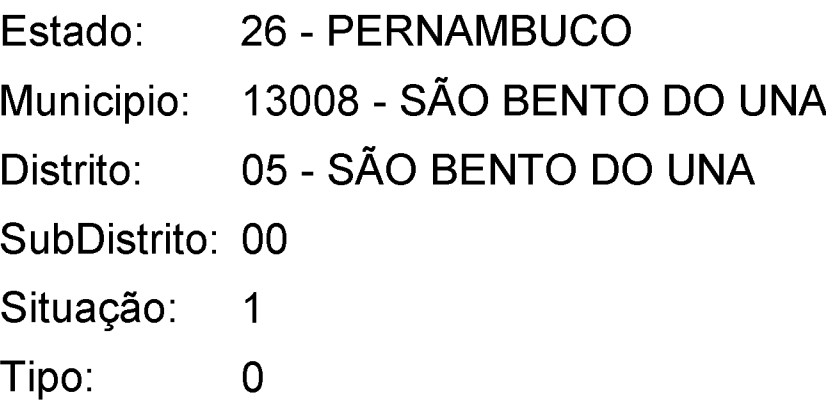 Estado: 26 - PERNAMBUCO
Municipio: 13008 - SÃO BENTO DO UNA
Distrito: 05 - SÃO BENTO DO UNA
SubDistrito: 00
Situação: 1
Tipo: 0